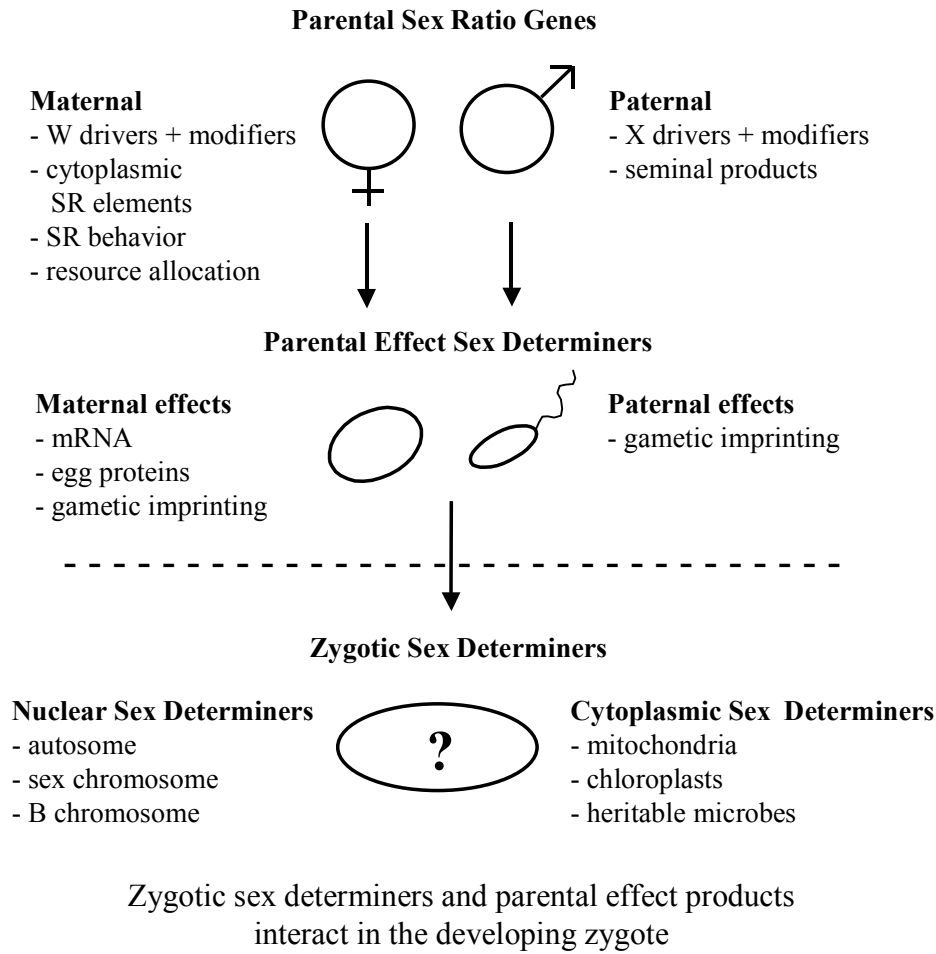 Parental Sex Ratio Genes
Maternal
- W drivers + modifiers
- cytoplasmic
SR elements
- SR behavior
- resource allocation
Paternal
- X drivers + modifiers
- seminal products
Parental Effect Sex Determiners
Maternal effects
- mRNA
- egg proteins
- gametic imprinting
Paternal effects
- gametic imprinting
Zygotic Sex Determiners
Nuclear Sex Determiners
- autosome
- sex chromosome
- B chromosome
?
Cytoplasmic Sex Determiners
- mitochondria
- chloroplasts
- heritable microbes
Zygotic sex determiners and parental effect products
interact in the developing zygote